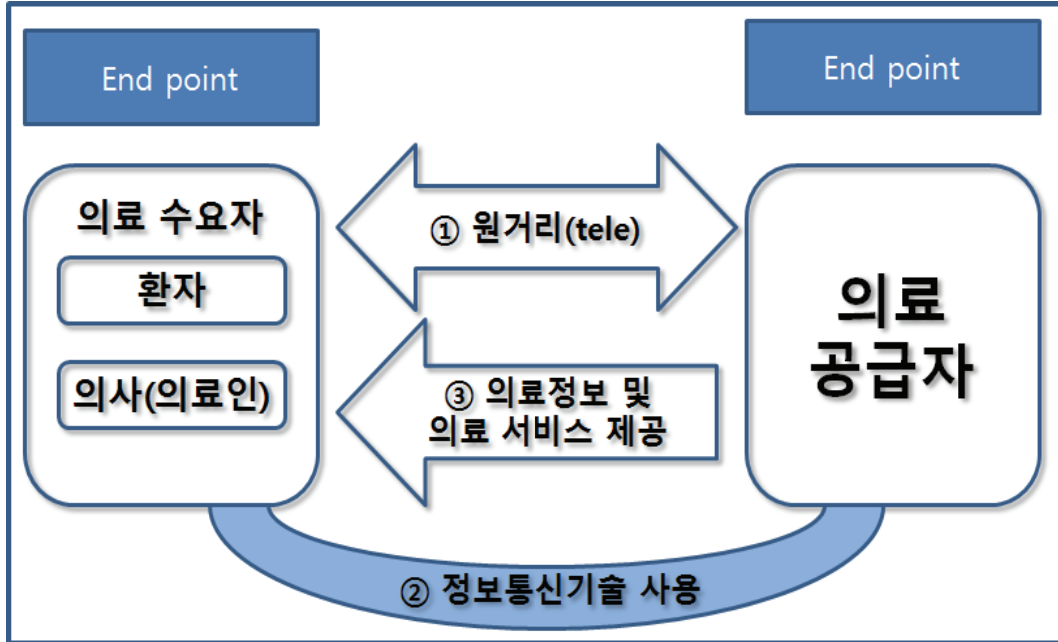 End point
End point
의료 수요자
환자
의사(의료인)
① 원거리(tele)
③ 의료정보 및
의료 서비스 제공
의료
공급자
② 정보통신기술 사용